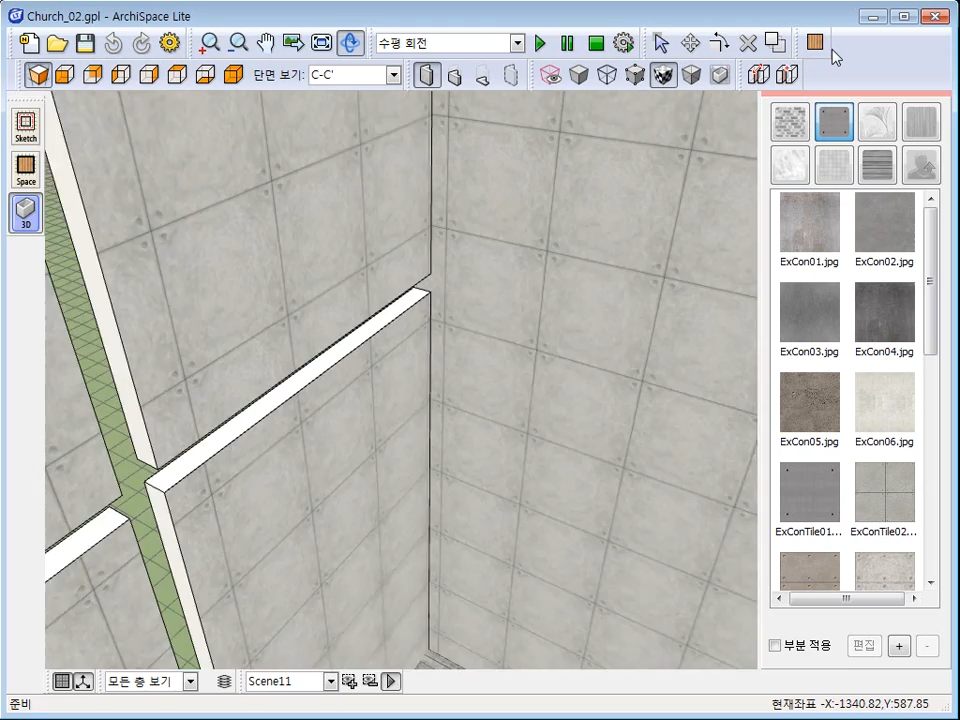 Church_02.gpl - ArchiSpace Lite
수평 회전
단면 보기: C-C'
Sketch
Space
3D
ExCon01.jpg ExCon02.jpg
ExCon03.jpg ExCon04.jpg
ExCon05.jpg ExCon06.jpg
ExConTile01... ExConTile02...
부분 적용 편집 + -
모든 층 보기 Scene11
준비 현재좌표 -X:-1340.82,Y:587.85